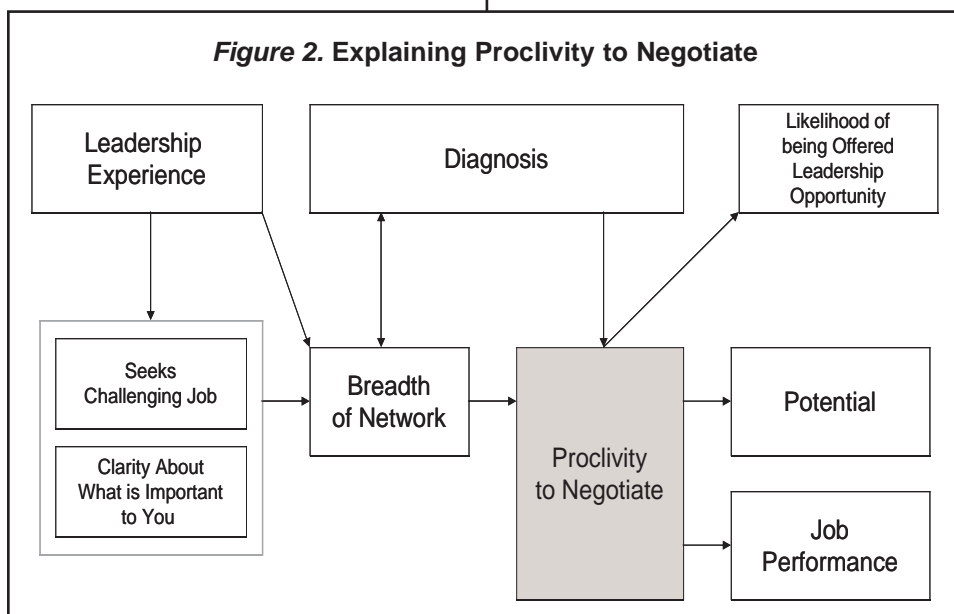 Figure 2. Explaining Proclivity to Negotiate
Leadership
Experience
Diagnosis
Likelihood of
being Offered
Leadership
Opportunity
Seeks
Challenging Job
Clarity About
What is Important
to You
Breadth
of Network
Proclivity
to Negotiate
Potential
Job
Performance